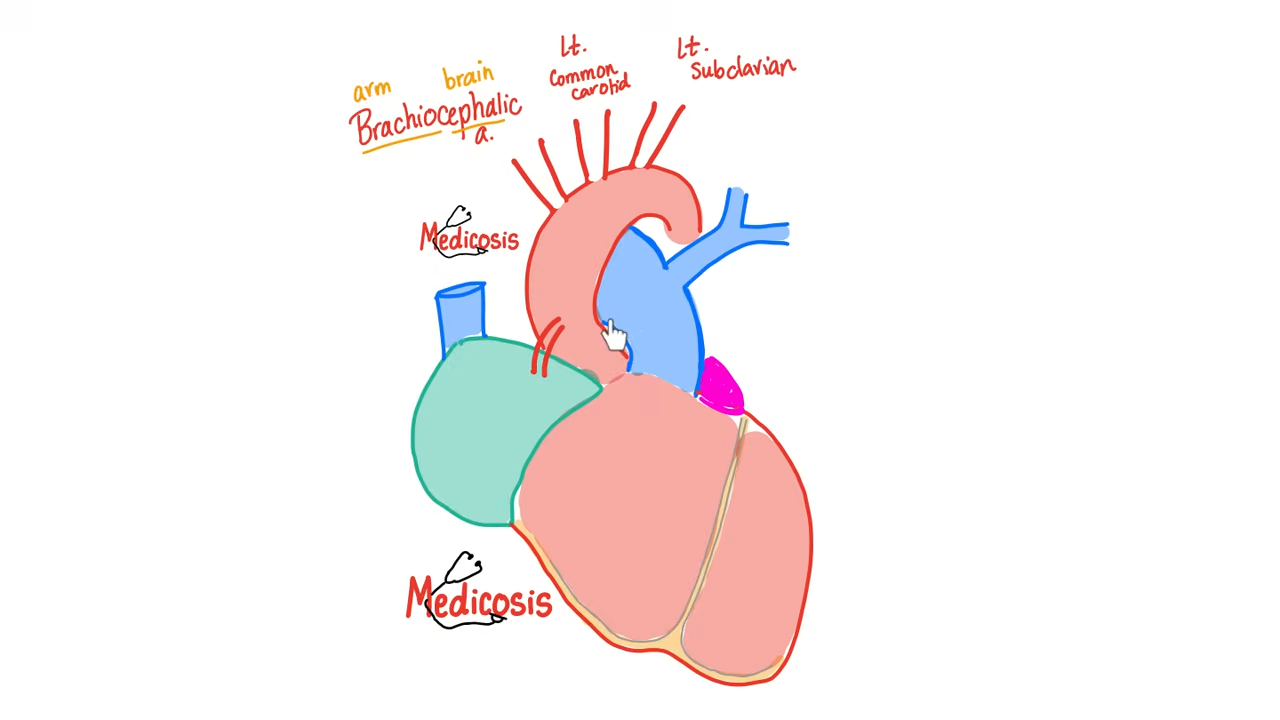 arm brain
Brachiocephalic
a.
Lt.
Common
carotid
Lt.
Subclavian
Medicosis
Medicosis